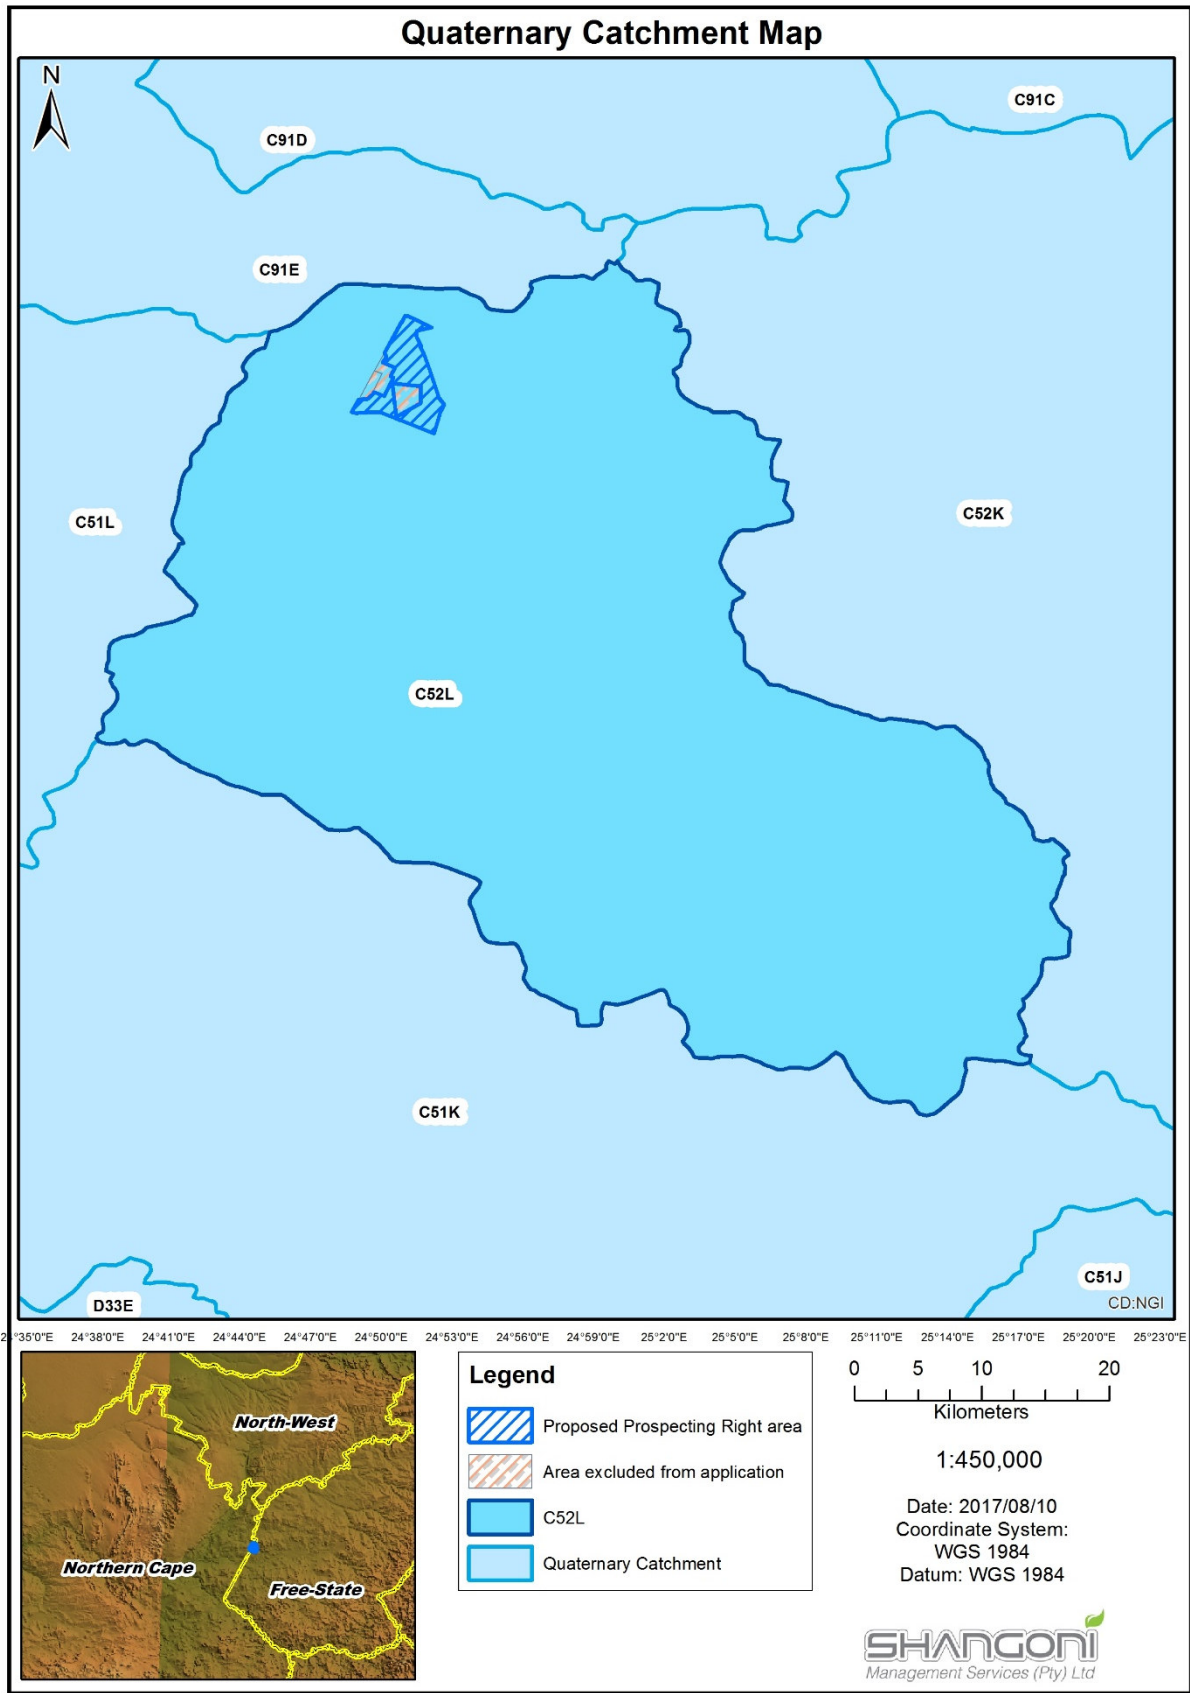 Quaternary Catchment Map
N
C91C
C91D
C91E
C51L
C52K
C52L
C51K
C51J
D33E
CD:NGI
24°38'0"E 24°41'0"E 24°44'0"E 24°47'0"E 24°50'0"E 24°53'0"E 24°56'0"E 24°59'0"E 25°2'0"E 25°5'0"E 25°8'0"E 25°11'0"E 25°14'0"E 25°17'0"E 25°20'0"E 25°23'0"E
North-West
Northern Cape
Free-State
Legend
Proposed Prospecting Right area
Area excluded from application
C52L
Quaternary Catchment
0 5 10 20
Kilometers
1:450,000
Date: 2017/08/10
Coordinate System:
WGS 1984
Datum: WGS 1984
SHANGONI
Management Services (Pty) Ltd